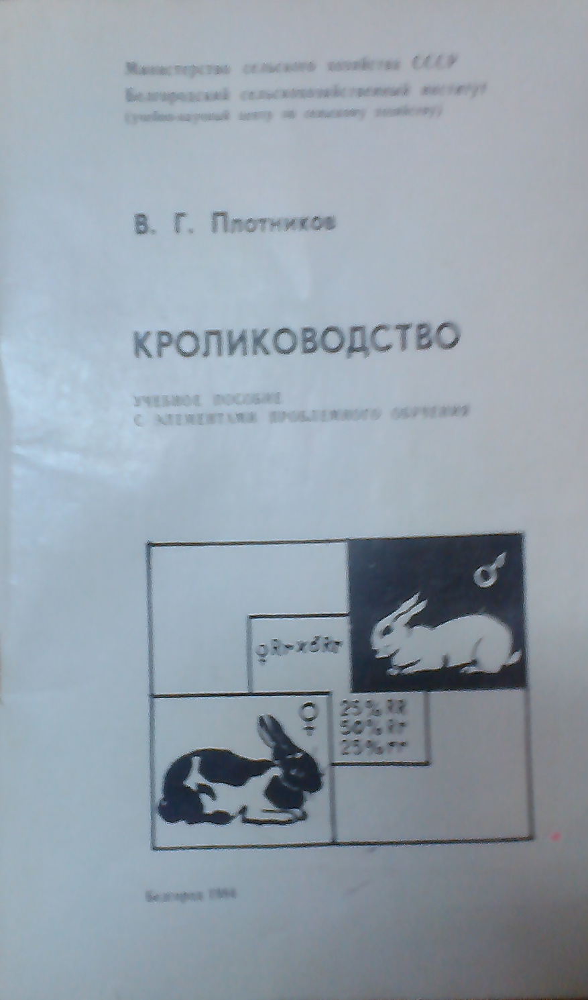 Министерство сельского хозяйства СССР
Белгородский сельскохозяйственный институт
(учебно-научный центр по сельскому хозяйству)
В. Г. Плотников
КРОЛИКОВОДСТВО
УЧЕБНОЕ ПОСОБИЕ
С ЭЛЕМЕНТАМИ ПРОБЛЕМНОГО ОБУЧЕНИЯ
♂
♀Rr×♂Rr
♀
25%RR
50%Rr
25%rr
Белгород